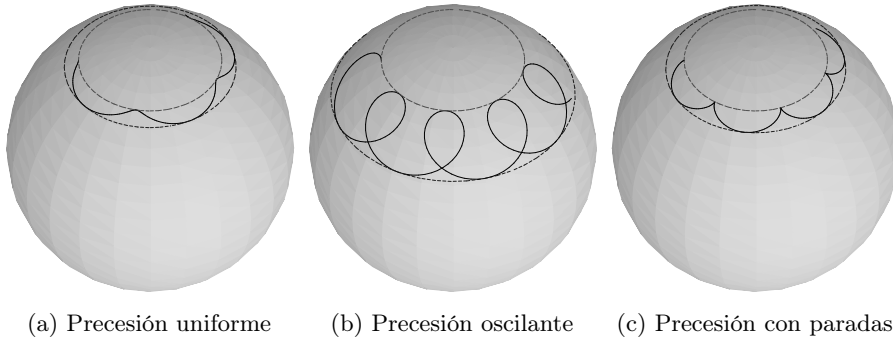 (a) Precesión uniforme
(b) Precesión oscilante
(c) Precesión con paradas